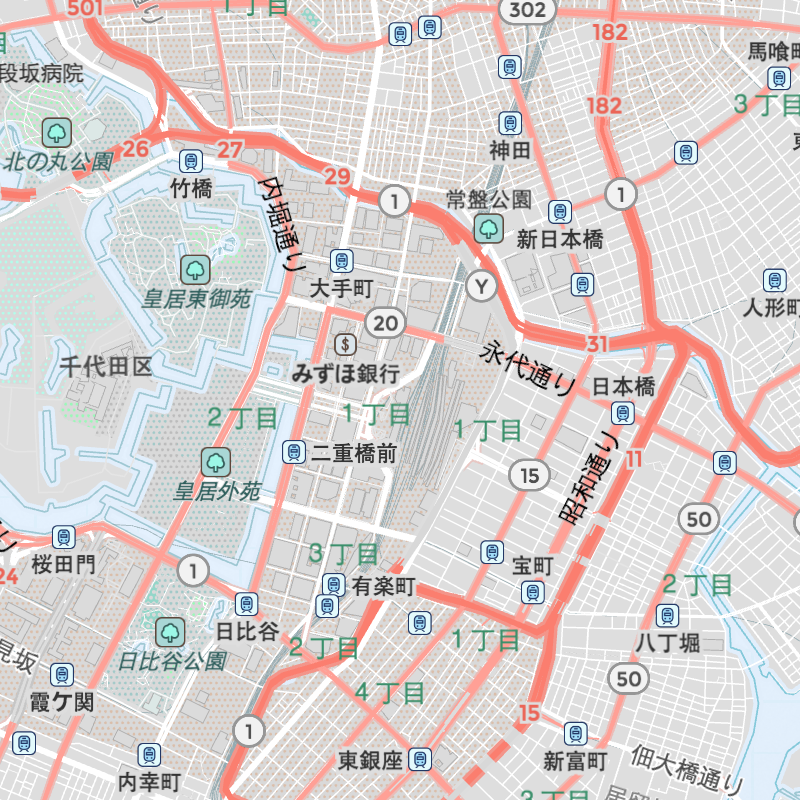 501
1丁目
302
182
馬喰町
段坂病院
182
3丁目
26
27
神田
北の丸公園
竹橋
29
1
常盤公園
1
内堀通り
新日本橋
大手町
皇居東御苑
Y
人形町
20
31
永代通り
千代田区
みずほ銀行
日本橋
2丁目
1丁目
1丁目
11
二重橋前
15
昭和通り
皇居外苑
50
桜田門
3丁目
24
1
有楽町
宝町
2丁目
日比谷
八丁堀
2丁目
1丁目
日比谷公園
見坂
4丁目
50
霞ケ関
15
1
東銀座
新富町
佃大橋通り
内幸町
3丁目